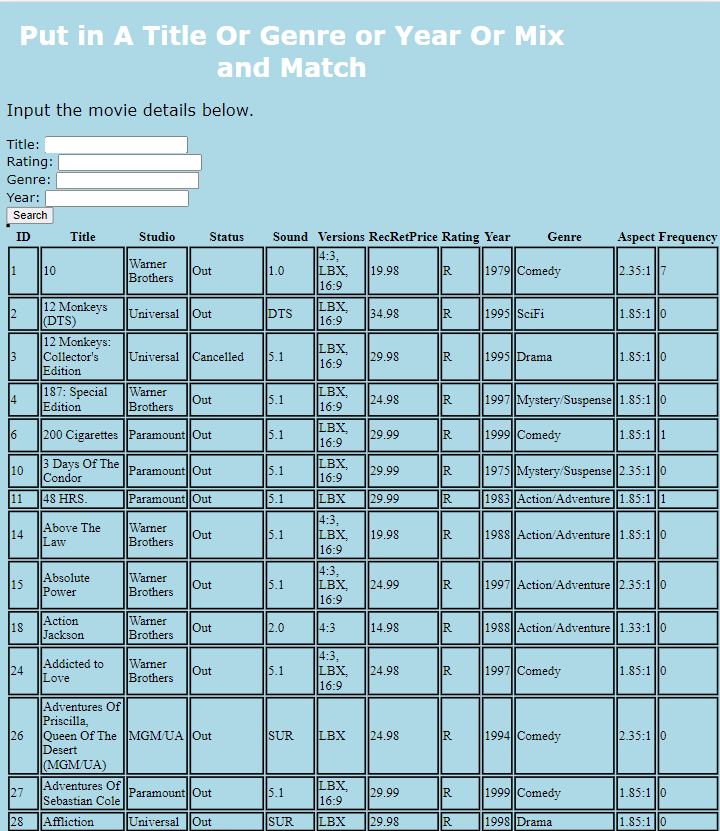 Put in A Title Or Genre or Year Or Mix
and Match
Input the movie details below.
Title:
Rating:
Genre:
Year:
Search
ID Title Studio Status Sound Versions RecRetPrice Rating Year Genre Aspect Frequency
1 10 Warner Brothers Out 1.0 4:3, LBX, 16:9 19.98 R 1979 Comedy 2.35:1 7
2 12 Monkeys (DTS) Universal Out DTS LBX, 16:9 34.98 R 1995 SciFi 1.85:1 0
3 12 Monkeys: Collector's Edition Universal Cancelled 5.1 LBX, 16:9 29.98 R 1995 Drama 1.85:1 0
4 187: Special Edition Warner Brothers Out 5.1 LBX, 16:9 24.98 R 1997 Mystery/Suspense 1.85:1 0
6 200 Cigarettes Paramount Out 5.1 LBX, 16:9 29.99 R 1999 Comedy 1.85:1 1
10 3 Days Of The Condor Paramount Out 5.1 LBX, 16:9 29.99 R 1975 Mystery/Suspense 2.35:1 0
11 48 HRS. Paramount Out 5.1 LBX 29.99 R 1983 Action/Adventure 1.85:1 1
14 Above The Law Warner Brothers Out 5.1 4:3, LBX, 16:9 19.98 R 1988 Action/Adventure 1.85:1 0
15 Absolute Power Warner Brothers Out 5.1 4:3, LBX, 16:9 24.99 R 1997 Action/Adventure 2.35:1 0
18 Action Jackson Warner Brothers Out 2.0 4:3 14.98 R 1988 Action/Adventure 1.33:1 0
24 Addicted to Love Warner Brothers Out 5.1 4:3, LBX, 16:9 24.98 R 1997 Comedy 1.85:1 0
26 Adventures Of Priscilla, Queen Of The Desert (MGM/UA) MGM/UA Out SUR LBX 24.98 R 1994 Comedy 2.35:1 0
27 Adventures Of Sebastian Cole Paramount Out 5.1 LBX, 16:9 29.99 R 1999 Comedy 1.85:1 0
28 Affliction Universal Out SUR LBX 29.98 R 1998 Drama 1.85:1 0